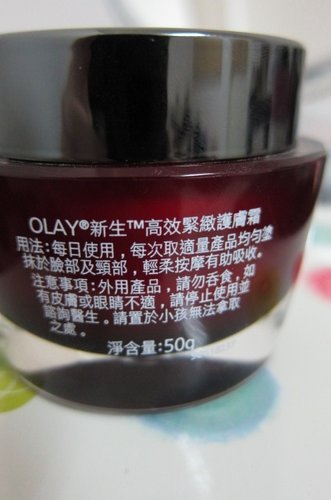 OLAY®新生™高效緊緻護膚霜
用法:每日使用，每次取適量產品均勻塗
抹於臉部及頸部，輕柔按摩有助吸收。
注意事項:外用產品，請勿吞食，如
有皮膚或眼睛不適，請停止使用並
諮詢醫生。請置於小孩無法拿取
之處。
淨含量:50g